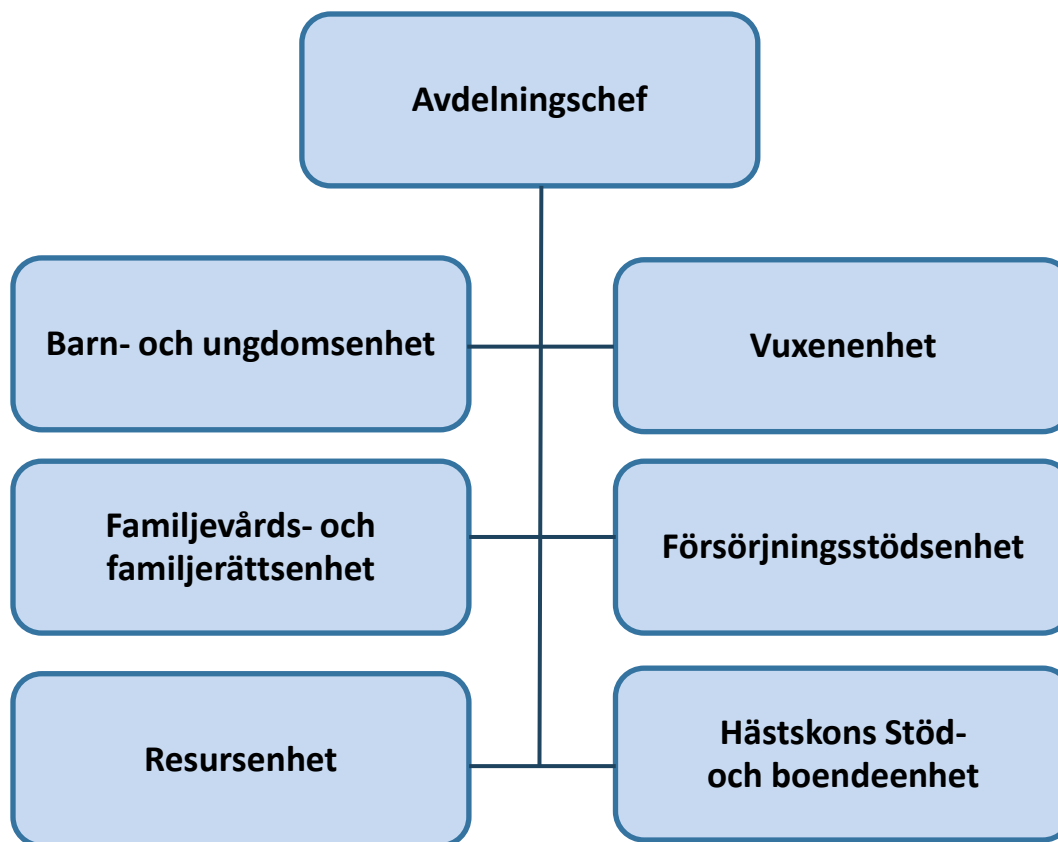 Avdelningschef
Barn- och ungdomsenhet
Vuxenenhet
Familjevårds- och
familjerättsenhet
Försörjningsstödsenhet
Resursenhet
Hästskons Stöd-
och boendeenhet